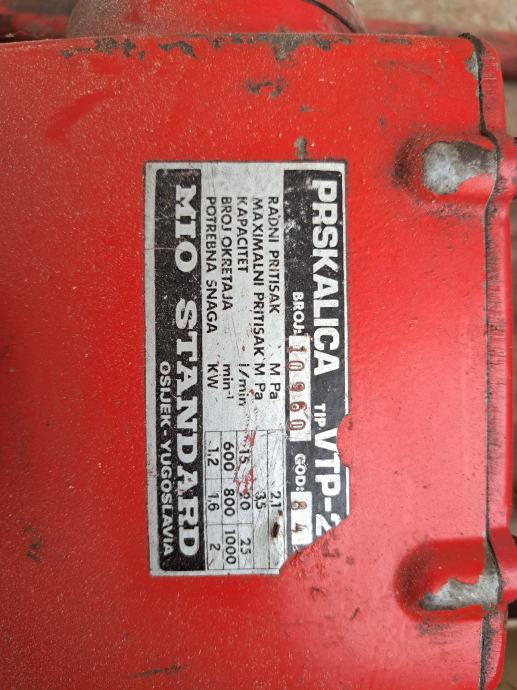 PRSKALICA TIP VTP-2
BROJ: 10960 GOD: 84
RADNI PRITISAK M Pa 2,1
MAXIMALNI PRITISAK M Pa 3,5
KAPACITET l/min 15 20 25
BROJ OKRETAJA min⁻¹ 600 800 1000
POTREBNA SNAGA KW 1,2 1,6 2
MIO STANDARD
OSIJEK-YUGOSLAVIA